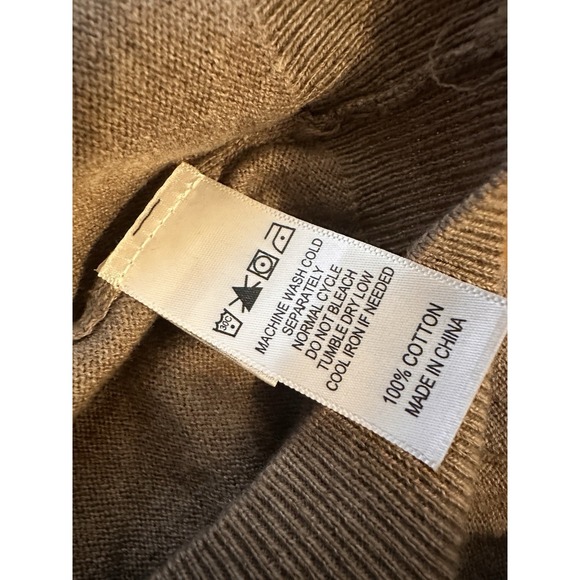 30C
MACHINE WASH COLD
SEPARATELY
NORMAL CYCLE
DO NOT BLEACH
TUMBLE DRY LOW
COOL IRON IF NEEDED
100% COTTON
MADE IN CHINA